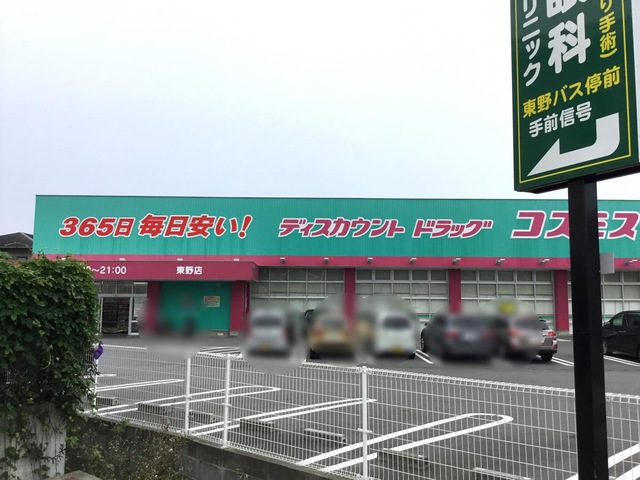 リニック
眼科
り手術)
東野バス停前
手前信号
365日 毎日安い!
ディスカウント ドラッグ コスモス
～21:00
東野店